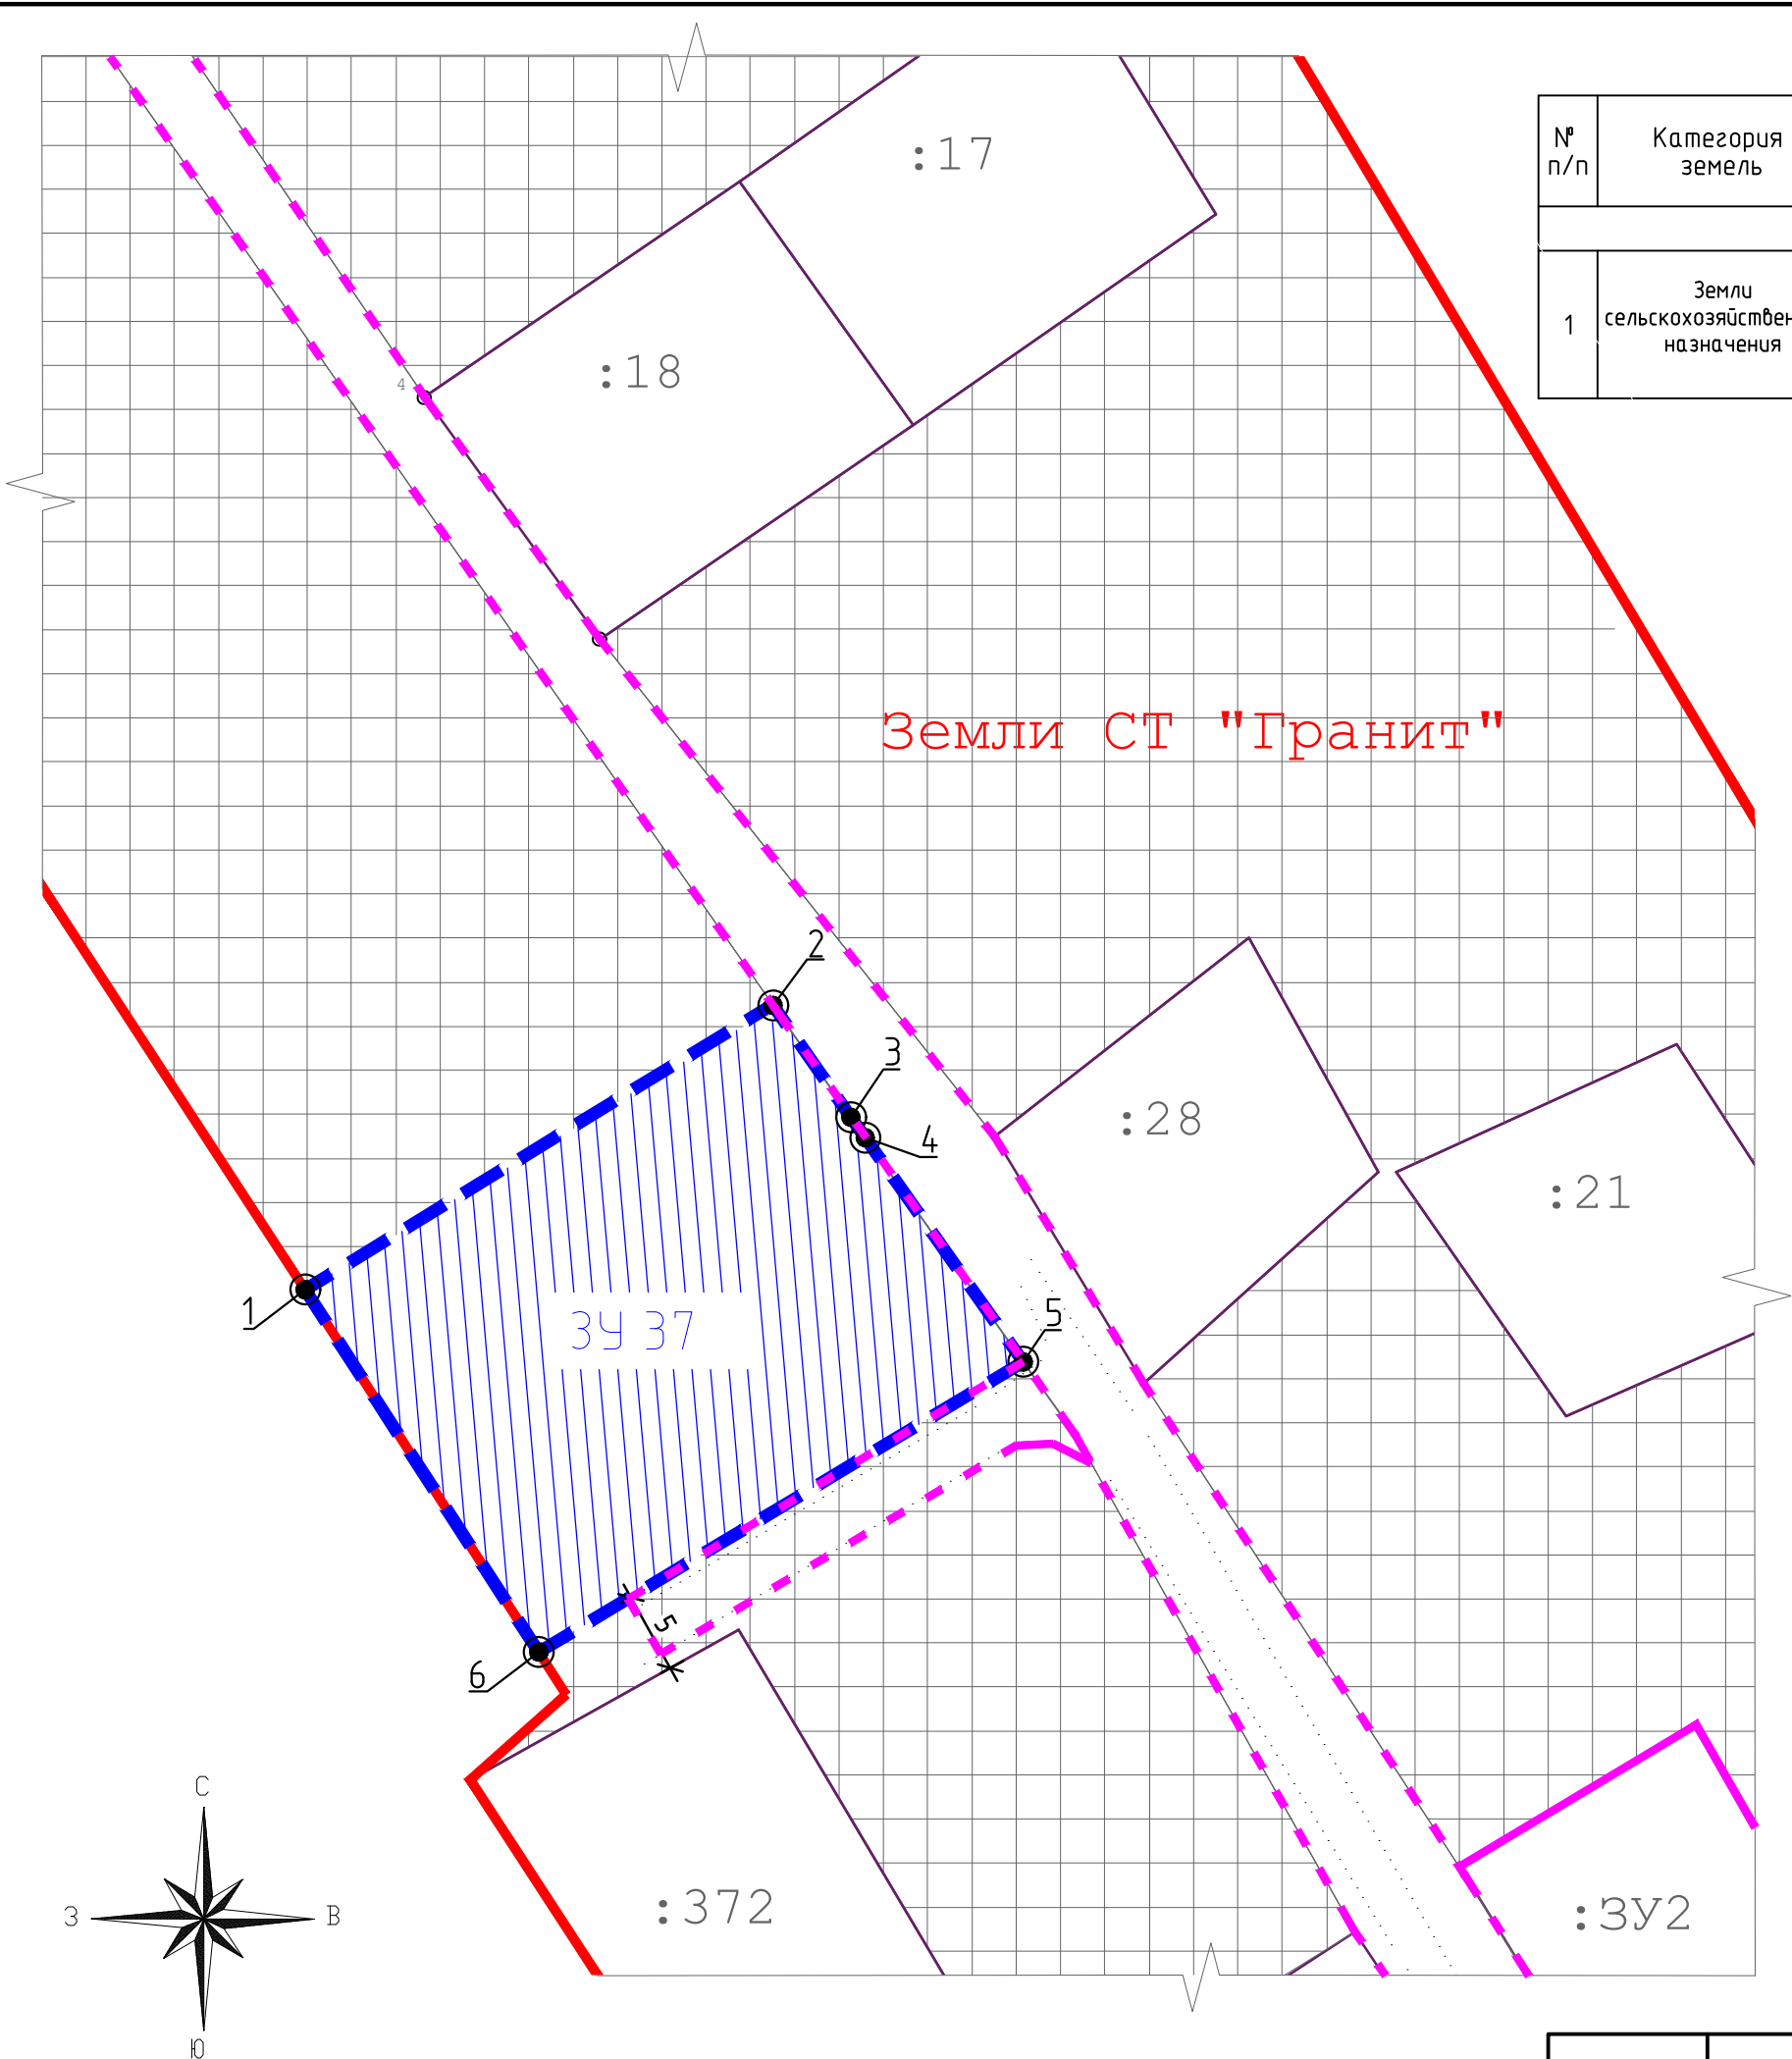 :17
№ п/п
Категория земель
:18
4
1
Земли
назначения
Земли СТ "Гранит"
2
3
4
:28
:21
1
ЗУ 37
5
5
6
С
З
В
Ю
:372
:ЗУ2